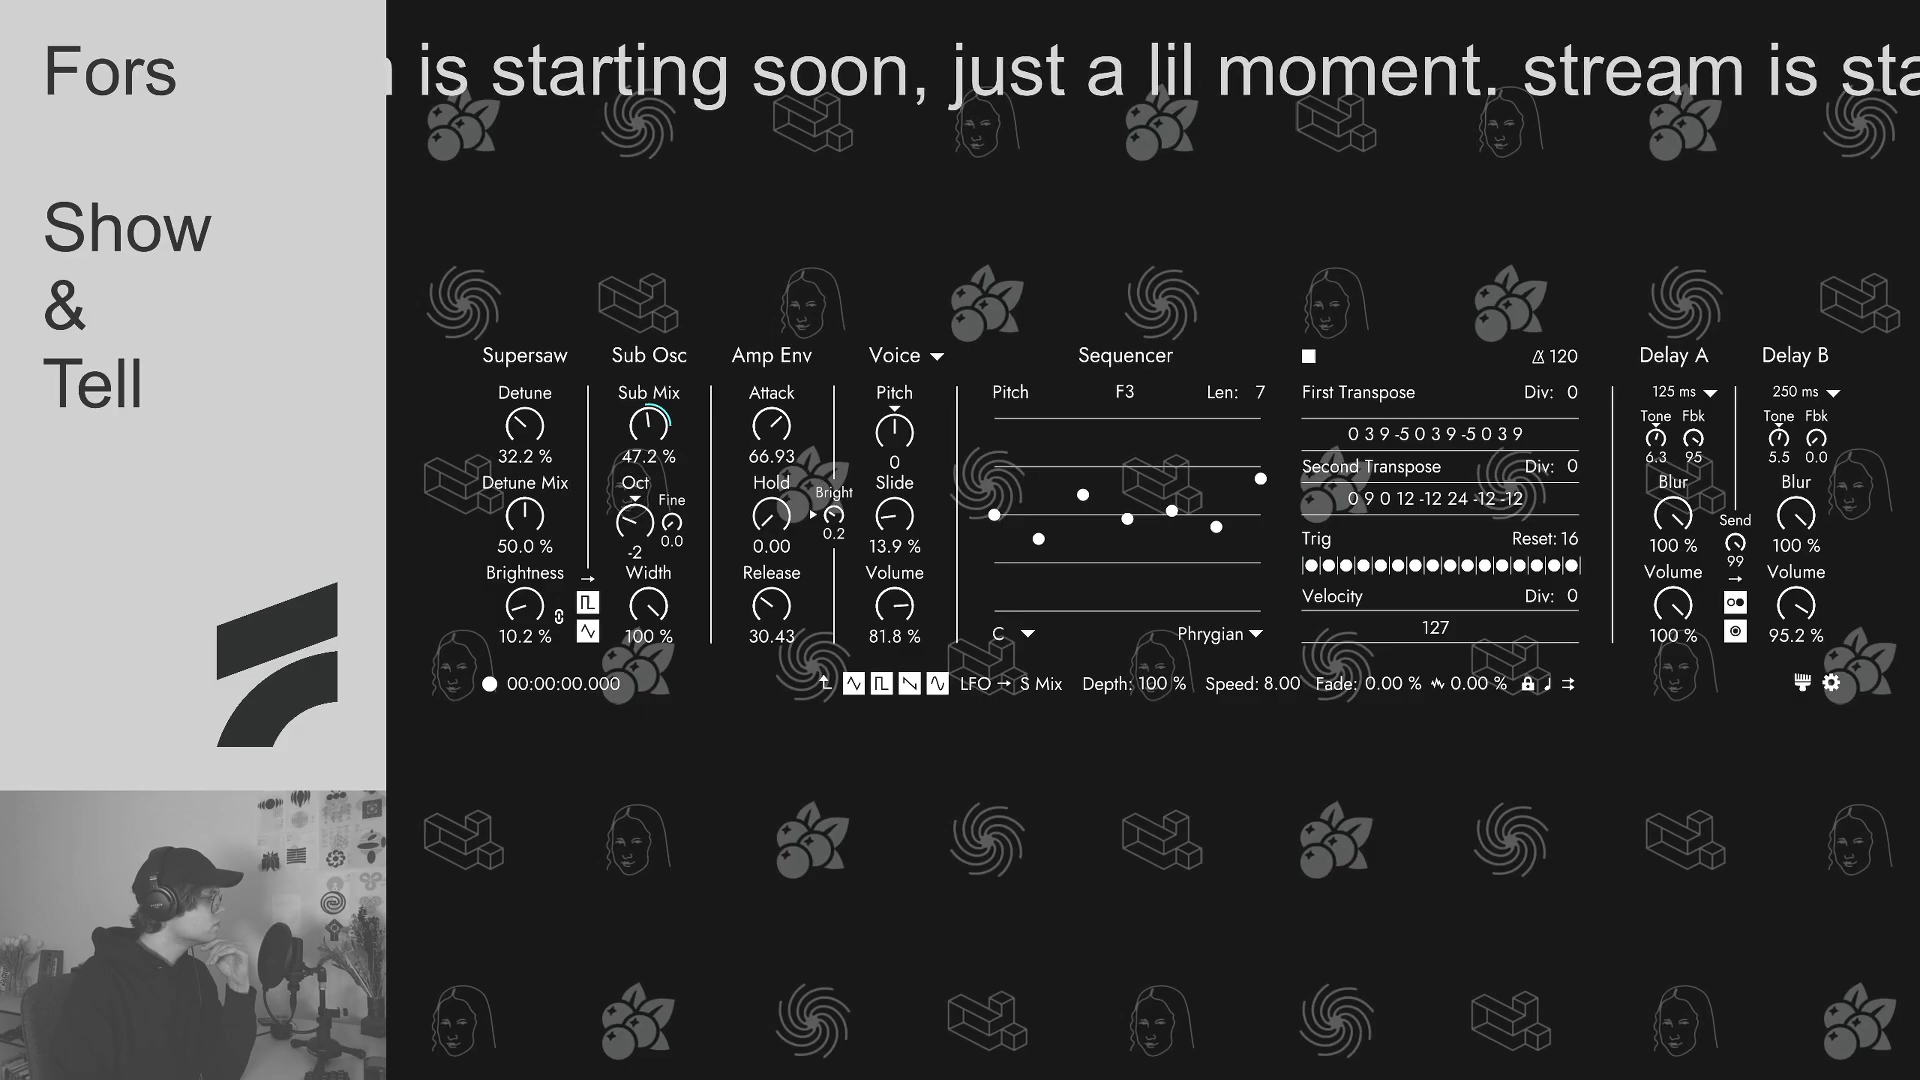 Fors
Show
&
Tell
is starting soon, just a lil moment. stream is sta
Supersaw
Detune
32.2 %
Detune Mix
50.0 %
Brightness
10.2 %
Sub Osc
Sub Mix
47.2 %
Oct
-2
Fine
0.0
Width
100 %
Amp Env
Attack
66.93
Hold
0.00
Bright
0.2
Release
30.43
Voice
Pitch
0
Slide
13.9 %
Volume
81.8 %
Sequencer
Pitch F3 Len: 7
C Phrygian
120
First Transpose Div: 0
0 3 9 -5 0 3 9 -5 0 3 9
Second Transpose Div: 0
0 9 0 12 -12 24 -12 -12
Trig Reset: 16
Velocity Div: 0
127
Delay A
125 ms
Tone Fbk
6.3 95
Blur
100 %
Volume
100 %
Send
99
Delay B
250 ms
Tone Fbk
5.5 0.0
Blur
100 %
Volume
95.2 %
00:00:00.000 LFO → S Mix Depth: 100 % Speed: 8.00 Fade: 0.00 % 0.00 %